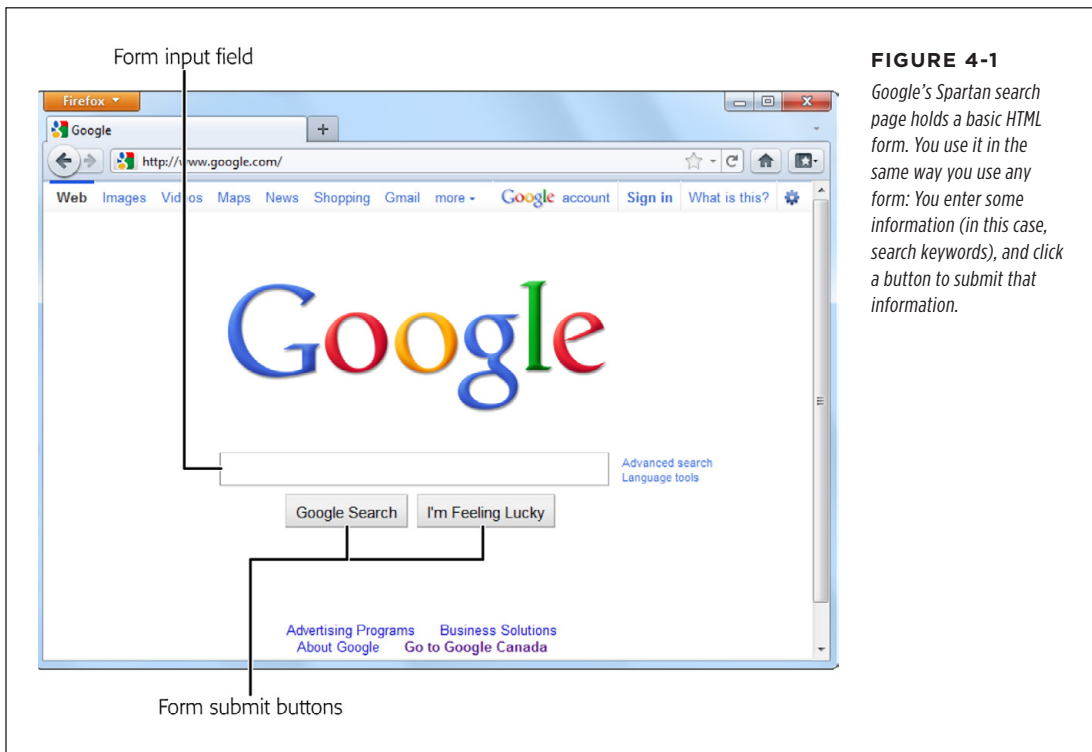 Form input field
Firefox
Google
http://www.google.com/
Web Images Videos Maps News Shopping Gmail more Google account Sign in What is this?
Google
Advanced search
Language tools
Google Search I'm Feeling Lucky
Advertising Programs Business Solutions
About Google Go to Google Canada
Form submit buttons
FIGURE 4-1
Google's Spartan search
page holds a basic HTML
form. You use it in the
same way you use any
form: You enter some
information (in this case,
search keywords), and click
a button to submit that
information.